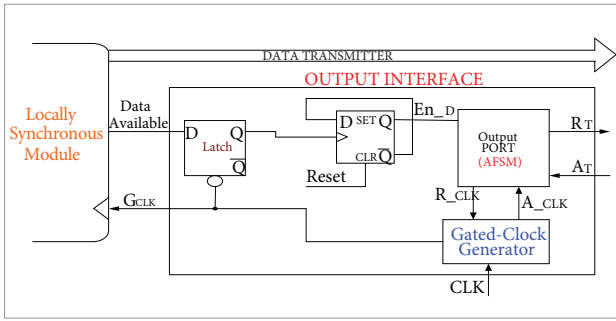 DATA TRANSMITTER
OUTPUT INTERFACE
Locally
Synchronous
Module
Data
Available
D Q
Latch
Q
D SET Q
CLR Q
Reset
En_D
Output
PORT
(AFSM)
RT
AT
R_CLK
A_CLK
GCLK
Gated-Clock
Generator
CLK